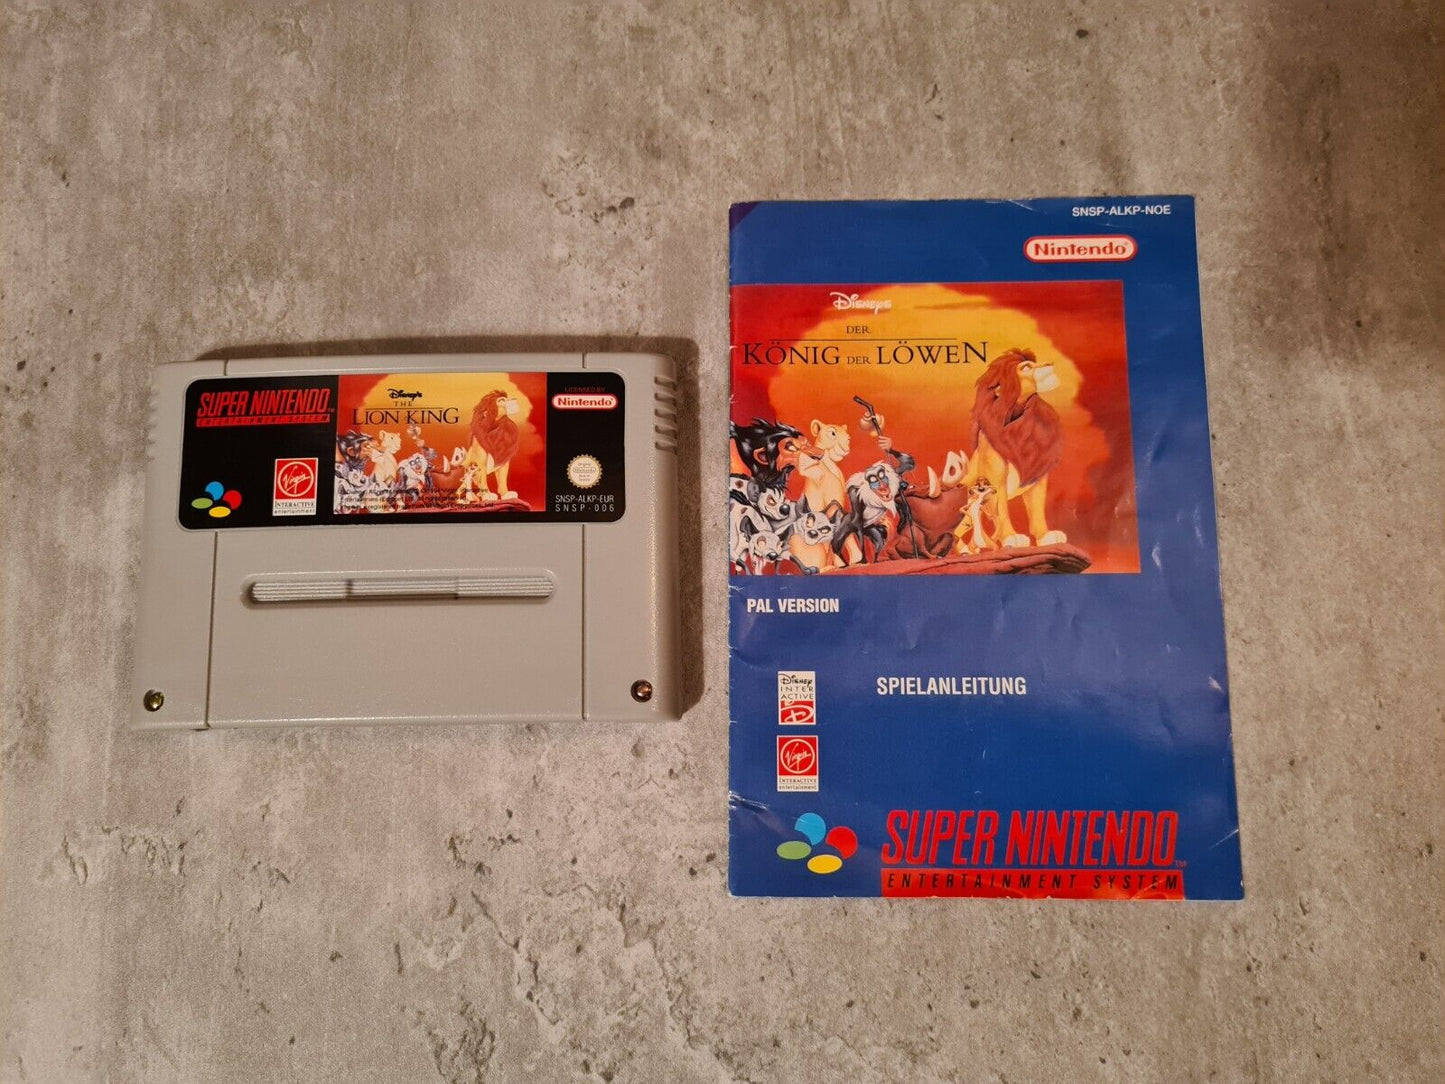 SUPER NINTENDO
ENTERTAINMENT SYSTEM
Disney's
THE
LION KING
LICENSED BY
Nintendo
Virgin
INTERACTIVE
entertainment
SNSP-ALKP-EUR
SNSP-006
SNSP-ALKP-NOE
Nintendo
DISNEYS
DER
KÖNIG DER LÖWEN
PAL VERSION
SPIELANLEITUNG
DISNEY
INTER
ACTIVE
D
Virgin
INTERACTIVE
entertainment
SUPER NINTENDO TM
ENTERTAINMENT SYSTEM